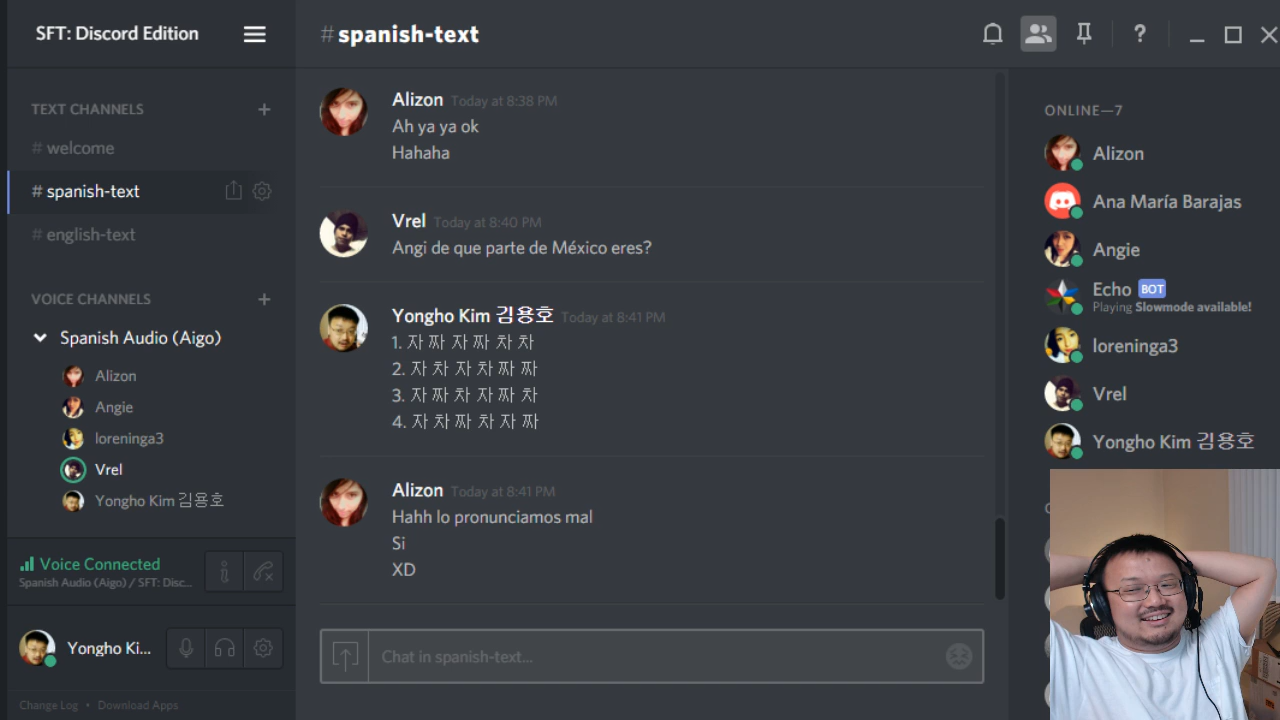 SFT: Discord Edition
TEXT CHANNELS
# welcome
# spanish-text
# english-text
VOICE CHANNELS
Spanish Audio (Aigo)
Alizon
Angie
loreninga3
Vrel
Yongho Kim 김용호
Voice Connected
Spanish Audio (Aigo) / SFT: Disc...
Yongho Ki...
Change Log • Download Apps
# spanish-text
Alizon Today at 8:38 PM
Ah ya ya ok
Hahaha
Vrel Today at 8:40 PM
Angi de que parte de México eres?
Yongho Kim 김용호 Today at 8:41 PM
1. 자 짜 자 짜 차 차
2. 자 차 자 차 짜 짜
3. 자 짜 차 자 짜 차
4. 자 차 짜 차 자 짜
Alizon Today at 8:41 PM
Hahh lo pronunciamos mal
Si
XD
Chat in spanish-text...
ONLINE—7
Alizon
Ana María Barajas
Angie
Echo BOT
Playing Slowmode available!
loreninga3
Vrel
Yongho Kim 김용호